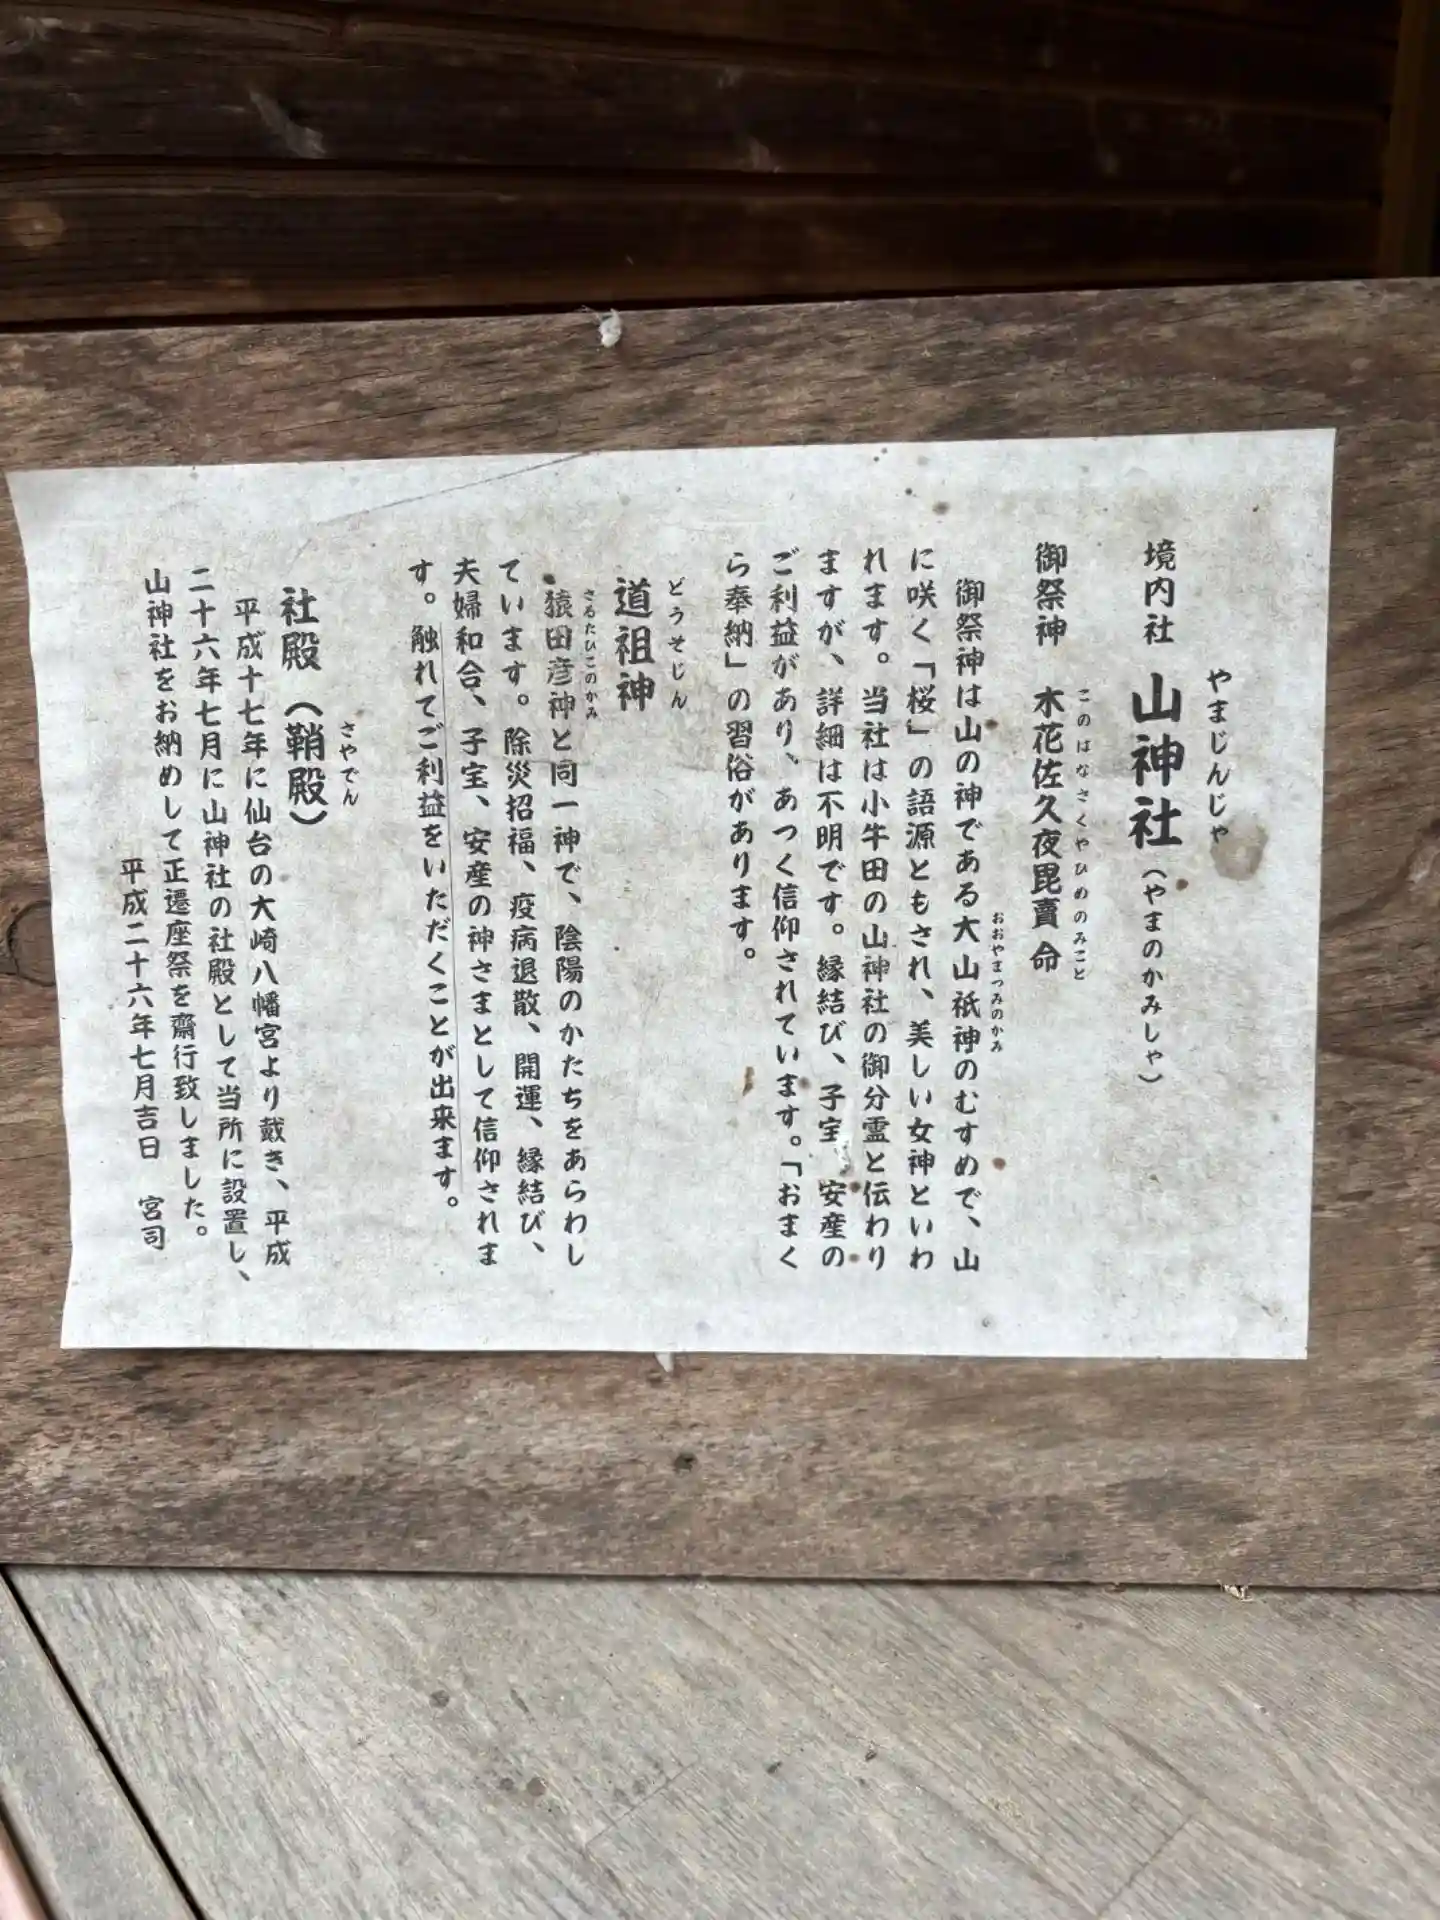 やまじんじゃ
境内社　山神社（やまのかみしゃ）
このはなさくやひめのみこと
御祭神　木花佐久夜毘賣命
おおやまつみのかみ
御祭神は山の神である大山祇神のむすめで、山
に咲く「桜」の語源ともされ、美しい女神といわ
れます。当社は小牛田の山神社の御分霊と伝わり
ますが、詳細は不明です。縁結び、子宝、安産の
ご利益があり、あつく信仰されています。「おまく
ら奉納」の習俗があります。
どうそじん
道祖神
さるたひこのかみ
猿田彦神と同一神で、陰陽のかたちをあらわし
ています。除災招福、疫病退散、開運、縁結び、
夫婦和合、子宝、安産の神さまとして信仰されま
す。触れてご利益をいただくことが出来ます。
さやでん
社殿（鞘殿）
平成十七年に仙台の大崎八幡宮より戴き、平成
二十六年七月に山神社の社殿として当所に設置し、
山神社をお納めして正遷座祭を齋行致しました。
平成二十六年七月吉日　宮司